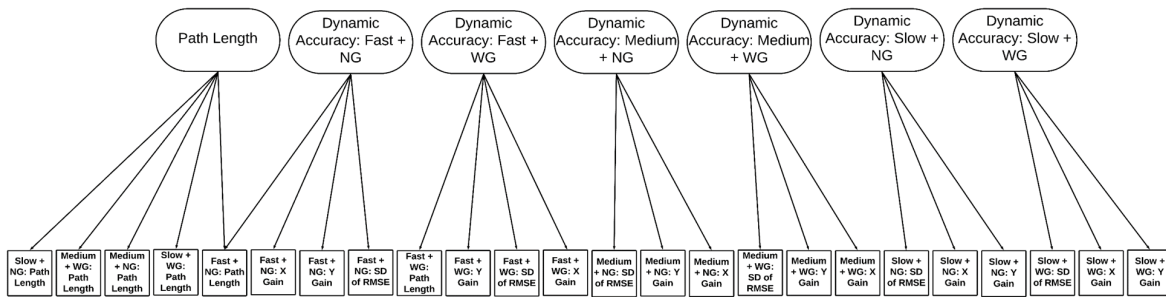 Path Length
Dynamic
Accuracy: Fast +
NG
Dynamic
Accuracy: Fast +
WG
Dynamic
Accuracy: Medium
+ NG
Dynamic
Accuracy: Medium
+ WG
Dynamic
Accuracy: Slow +
NG
Dynamic
Accuracy: Slow +
WG
Slow +
NG: Path
Length
Medium
+ WG:
Path
Length
Medium
+ NG:
Path
Length
Slow +
WG:
Path
Length
Fast +
NG: Path
Length
Fast +
NG: X
Gain
Fast +
NG: Y
Gain
Fast +
NG: SD
of RMSE
Fast +
WG:
Path
Length
Fast +
WG: Y
Gain
Fast +
WG: SD
of RMSE
Fast +
WG: X
Gain
Medium
+ NG: SD
of RMSE
Medium
+ NG: Y
Gain
Medium
+ NG: X
Gain
Medium
+ WG:
SD of
RMSE
Medium
+ WG: Y
Gain
Medium
+ WG: X
Gain
Slow +
NG: SD
of RMSE
Slow +
NG: X
Gain
Slow +
NG: Y
Gain
Slow +
WG: SD
of RMSE
Slow +
WG: X
Gain
Slow +
WG: Y
Gain